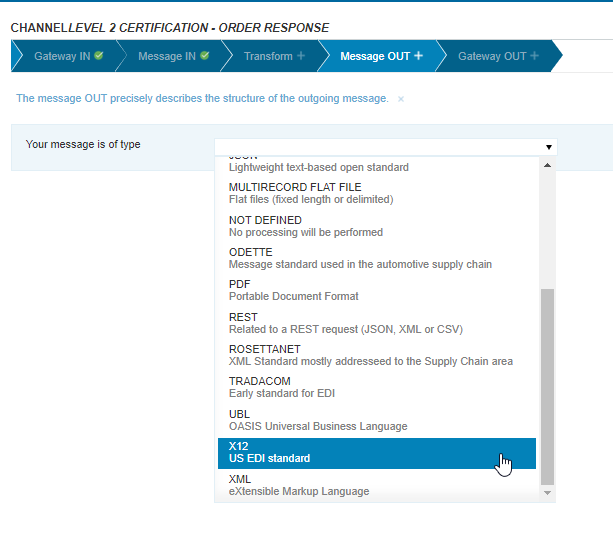 CHANNEL LEVEL 2 CERTIFICATION - ORDER RESPONSE
Gateway IN Message IN Transform + Message OUT + Gateway OUT +
The message OUT precisely describes the structure of the outgoing message. ×
Your message is of type
JSON
Lightweight text-based open standard
MULTIRECORD FLAT FILE
Flat files (fixed length or delimited)
NOT DEFINED
No processing will be performed
ODETTE
Message standard used in the automotive supply chain
PDF
Portable Document Format
REST
Related to a REST request (JSON, XML or CSV)
ROSETTANET
XML Standard mostly addresseed to the Supply Chain area
TRADACOM
Early standard for EDI
UBL
OASIS Universal Business Language
X12
US EDI standard
XML
eXtensible Markup Language